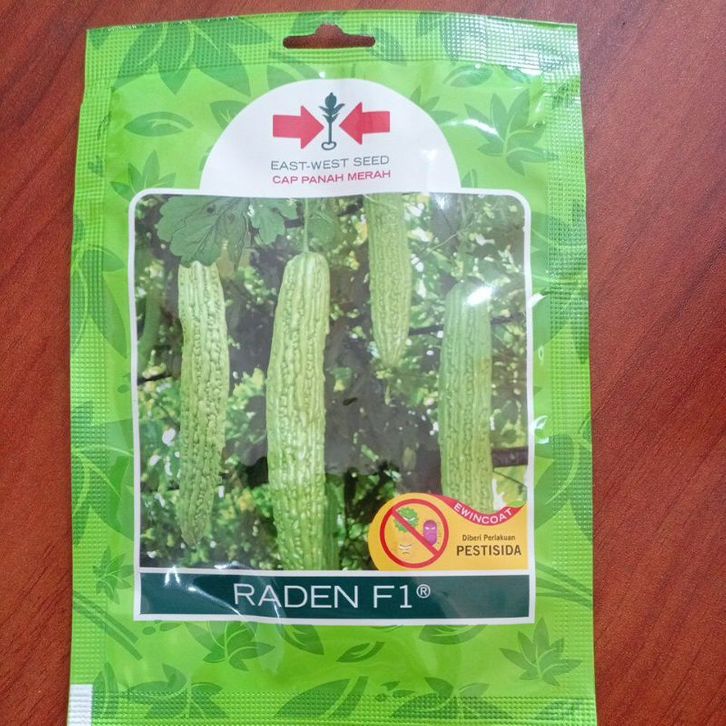 EAST-WEST SEED
CAP PANAH MERAH
EWINCOAT
Diberi Perlakuan
PESTISIDA
RADEN F1®